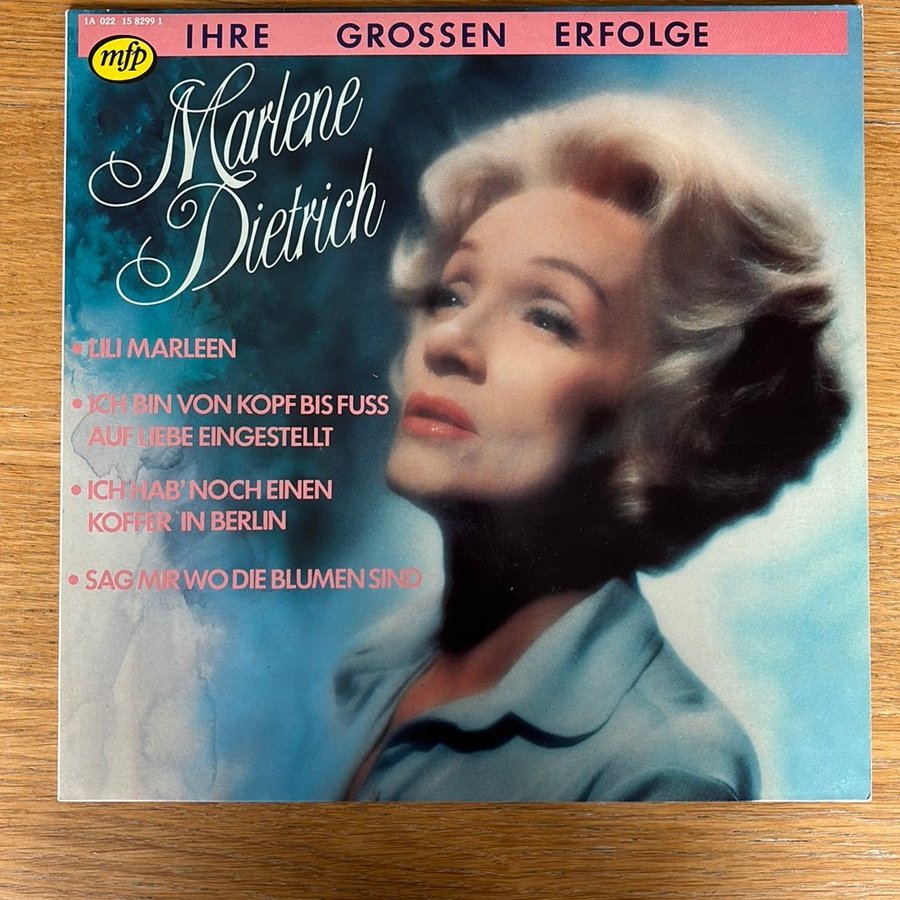 1A 022 15 8299 1
mfp
IHRE GROSSEN ERFOLGE
Marlene
Dietrich
• LILI MARLEEN
• ICH BIN VON KOPF BIS FUSS
AUF LIEBE EINGESTELLT
• ICH HAB' NOCH EINEN
KOFFER IN BERLIN
• SAG MIR WO DIE BLUMEN SIND